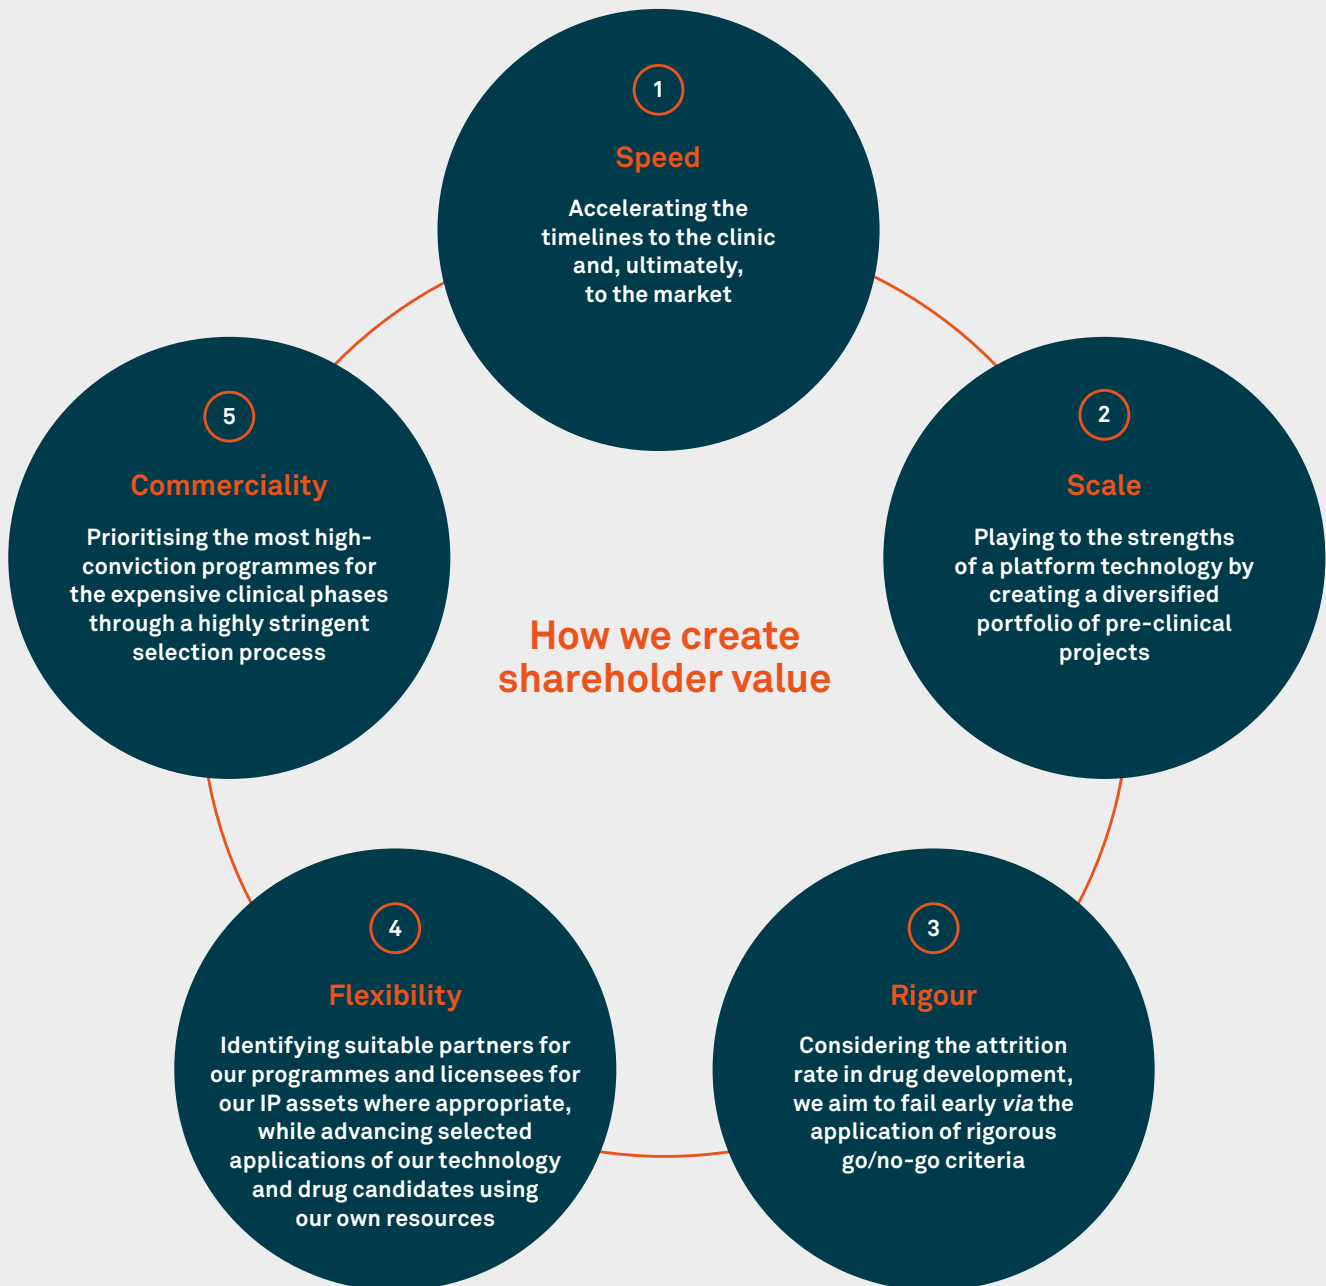 1
Speed
Accelerating the
timelines to the clinic
and, ultimately,
to the market
2
Scale
Playing to the strengths
of a platform technology by
creating a diversified
portfolio of pre-clinical
projects
3
Rigour
Considering the attrition
rate in drug development,
we aim to fail early via the
application of rigorous
go/no-go criteria
4
Flexibility
Identifying suitable partners for
our programmes and licensees for
our IP assets where appropriate,
while advancing selected
applications of our technology
and drug candidates using
our own resources
5
Commerciality
Prioritising the most high-
conviction programmes for
the expensive clinical phases
through a highly stringent
selection process
How we create
shareholder value